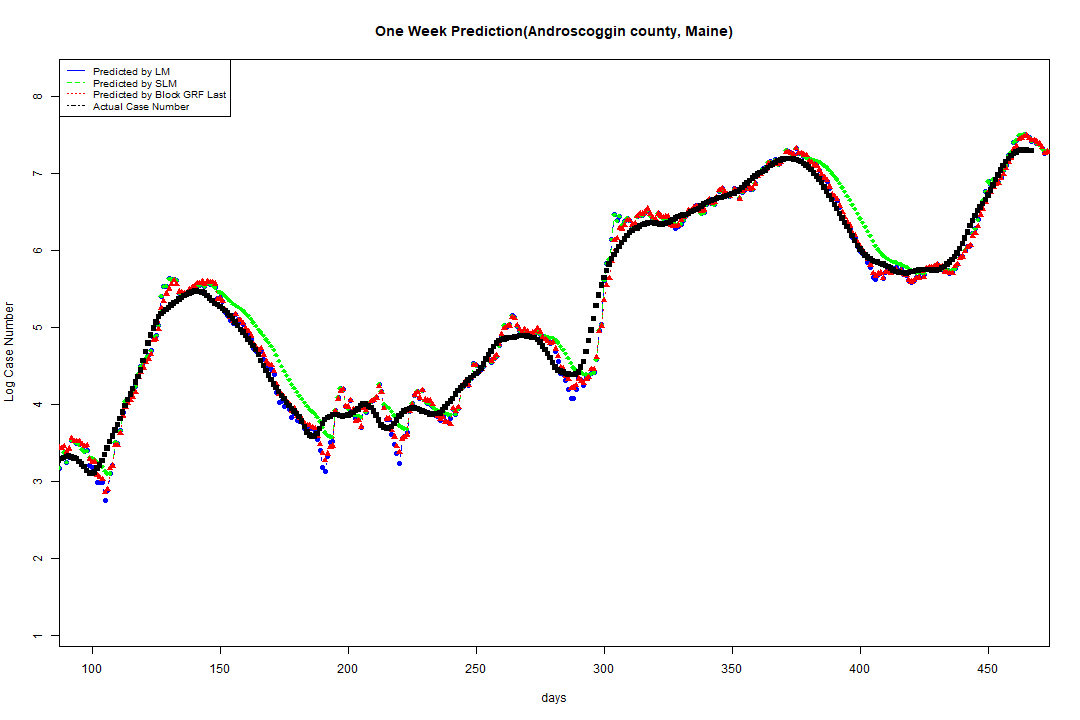 One Week Prediction(Androscoggin county, Maine)
Predicted by LM
Predicted by SLM
Predicted by Block GRF Last
Actual Case Number
8
7
6
5
4
3
2
1
Log Case Number
100 150 200 250 300 350 400 450
days